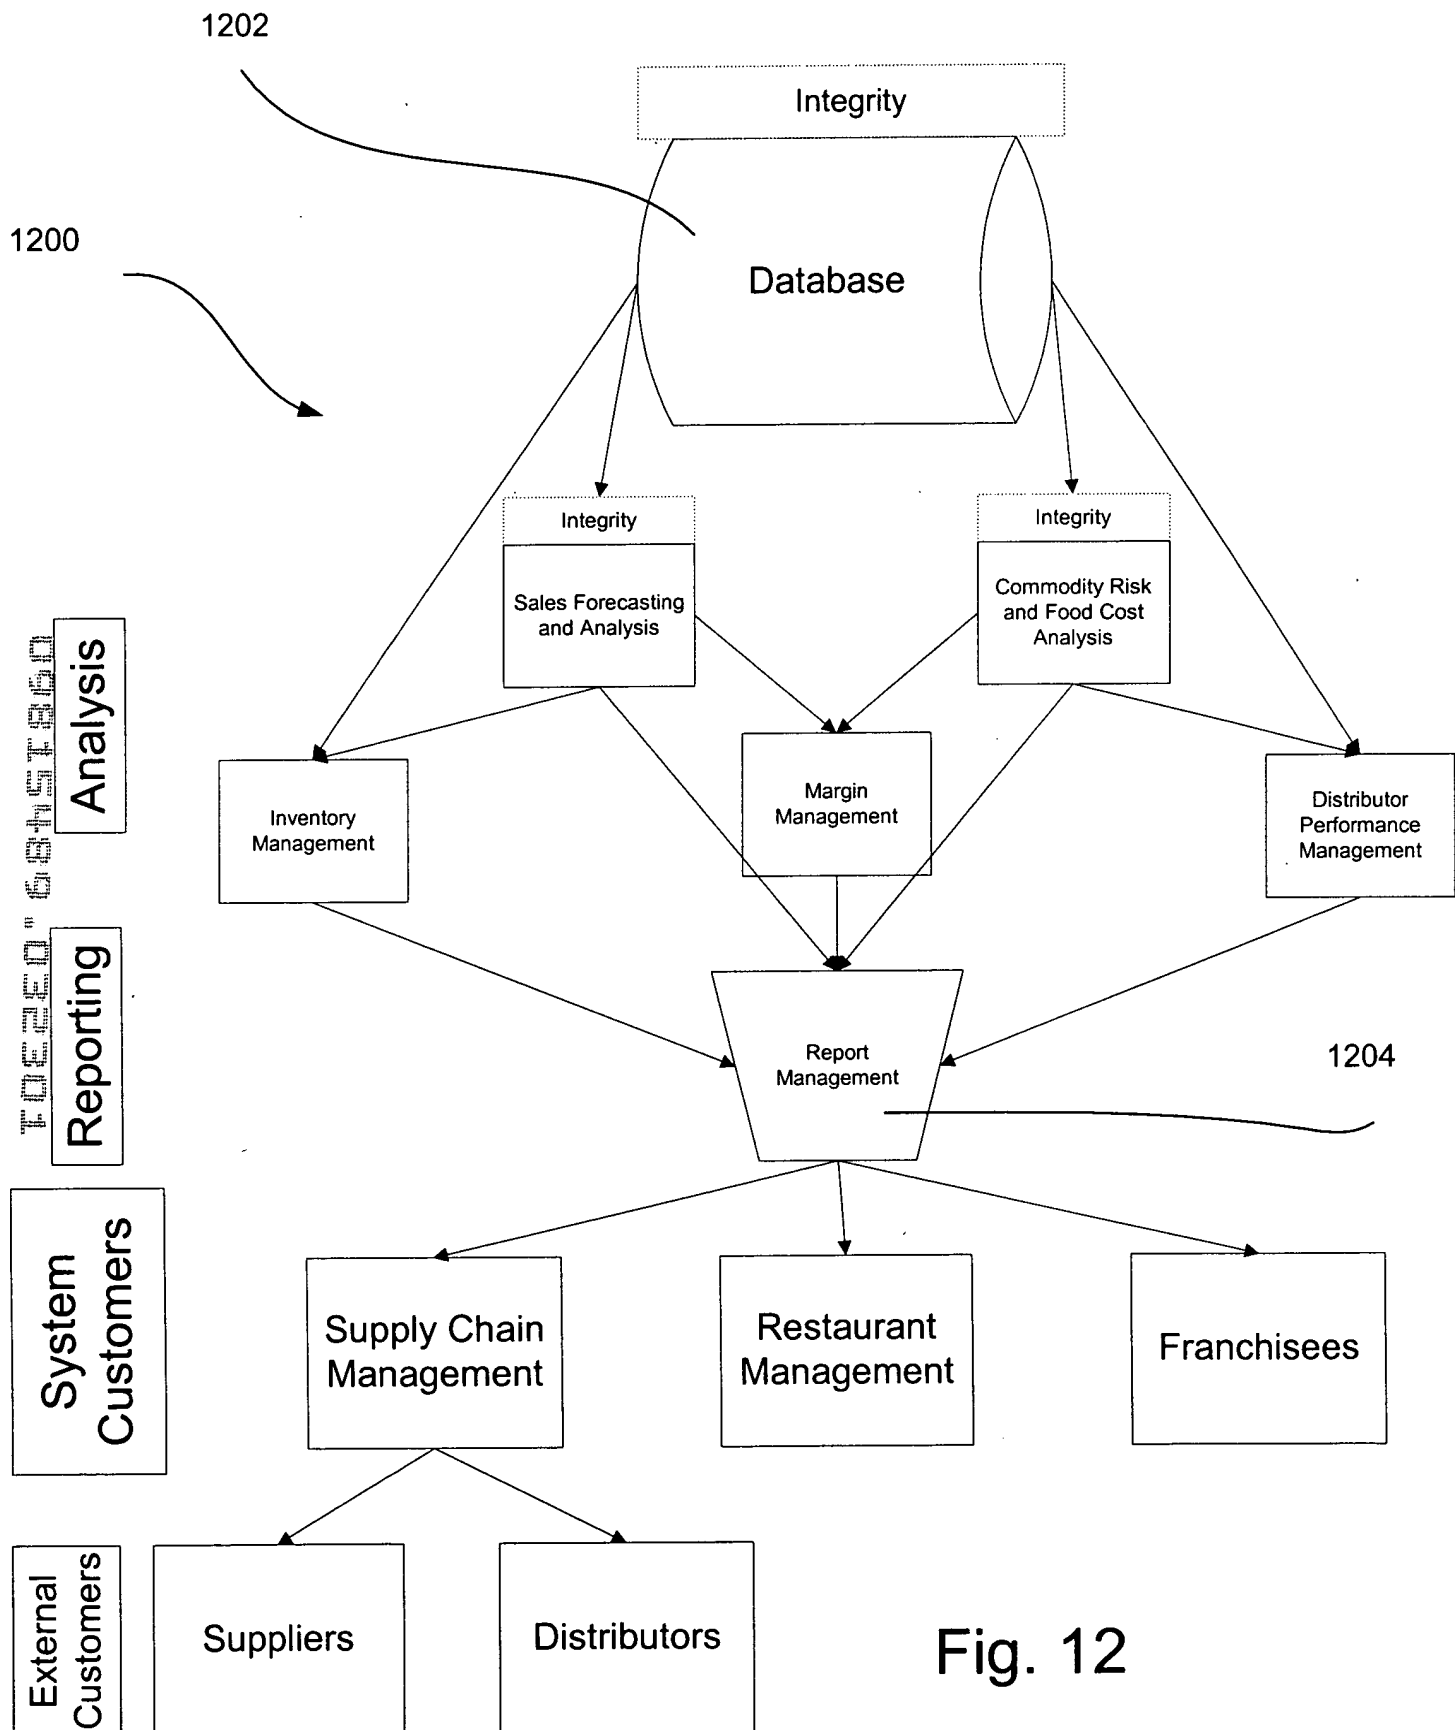 1202
Integrity
1200
Database
Integrity
Integrity
Sales Forecasting
and Analysis
Commodity Risk
and Food Cost
Analysis
Analysis
Inventory
Management
Margin
Management
Distributor
Performance
Management
Reporting
Report
Management
1204
System
Customers
Supply Chain
Management
Restaurant
Management
Franchisees
External
Customers
Suppliers
Distributors
Fig. 12